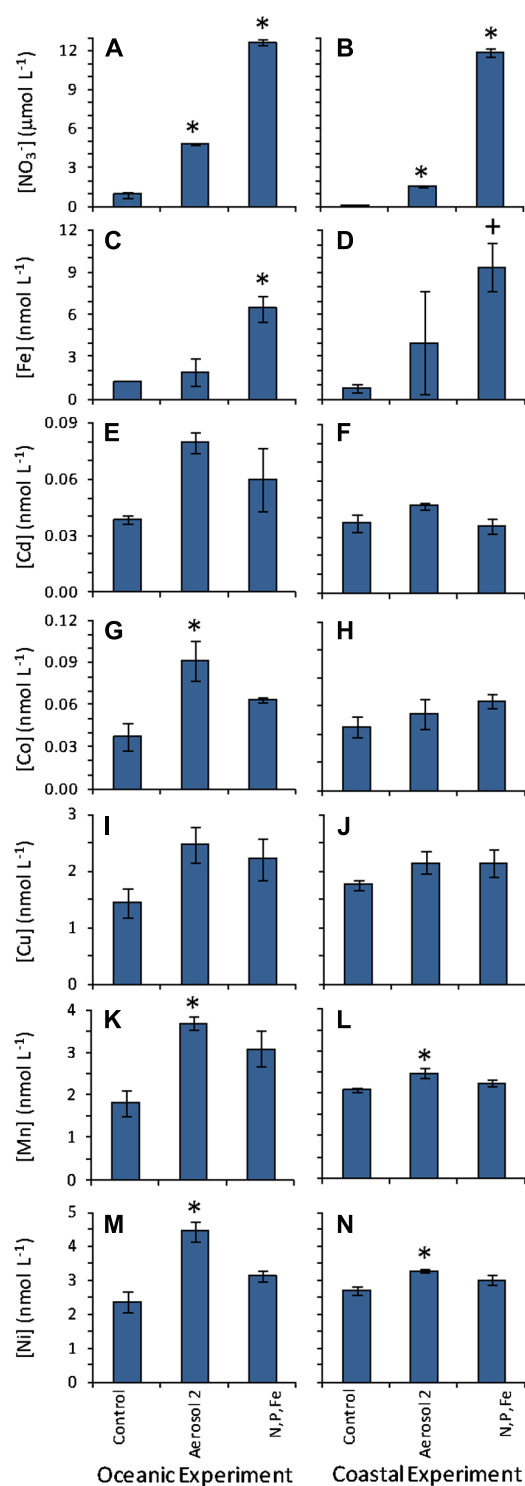 A
B
*
*
*
*
[NO3-] (µmol L-1)
12
9
6
3
0
C
D
*
+
[Fe] (nmol L-1)
12
9
6
3
0
E
F
[Cd] (nmol L-1)
0.09
0.06
0.03
0.00
G
H
*
[Co] (nmol L-1)
0.12
0.09
0.06
0.03
0.00
I
J
[Cu] (nmol L-1)
3
2
1
0
K
L
*
*
[Mn] (nmol L-1)
4
3
2
1
0
M
N
*
*
[Ni] (nmol L-1)
5
4
3
2
1
0
Control
Aerosol 2
N,P,Fe
Control
Aerosol 2
N,P,Fe
Oceanic Experiment
Coastal Experiment